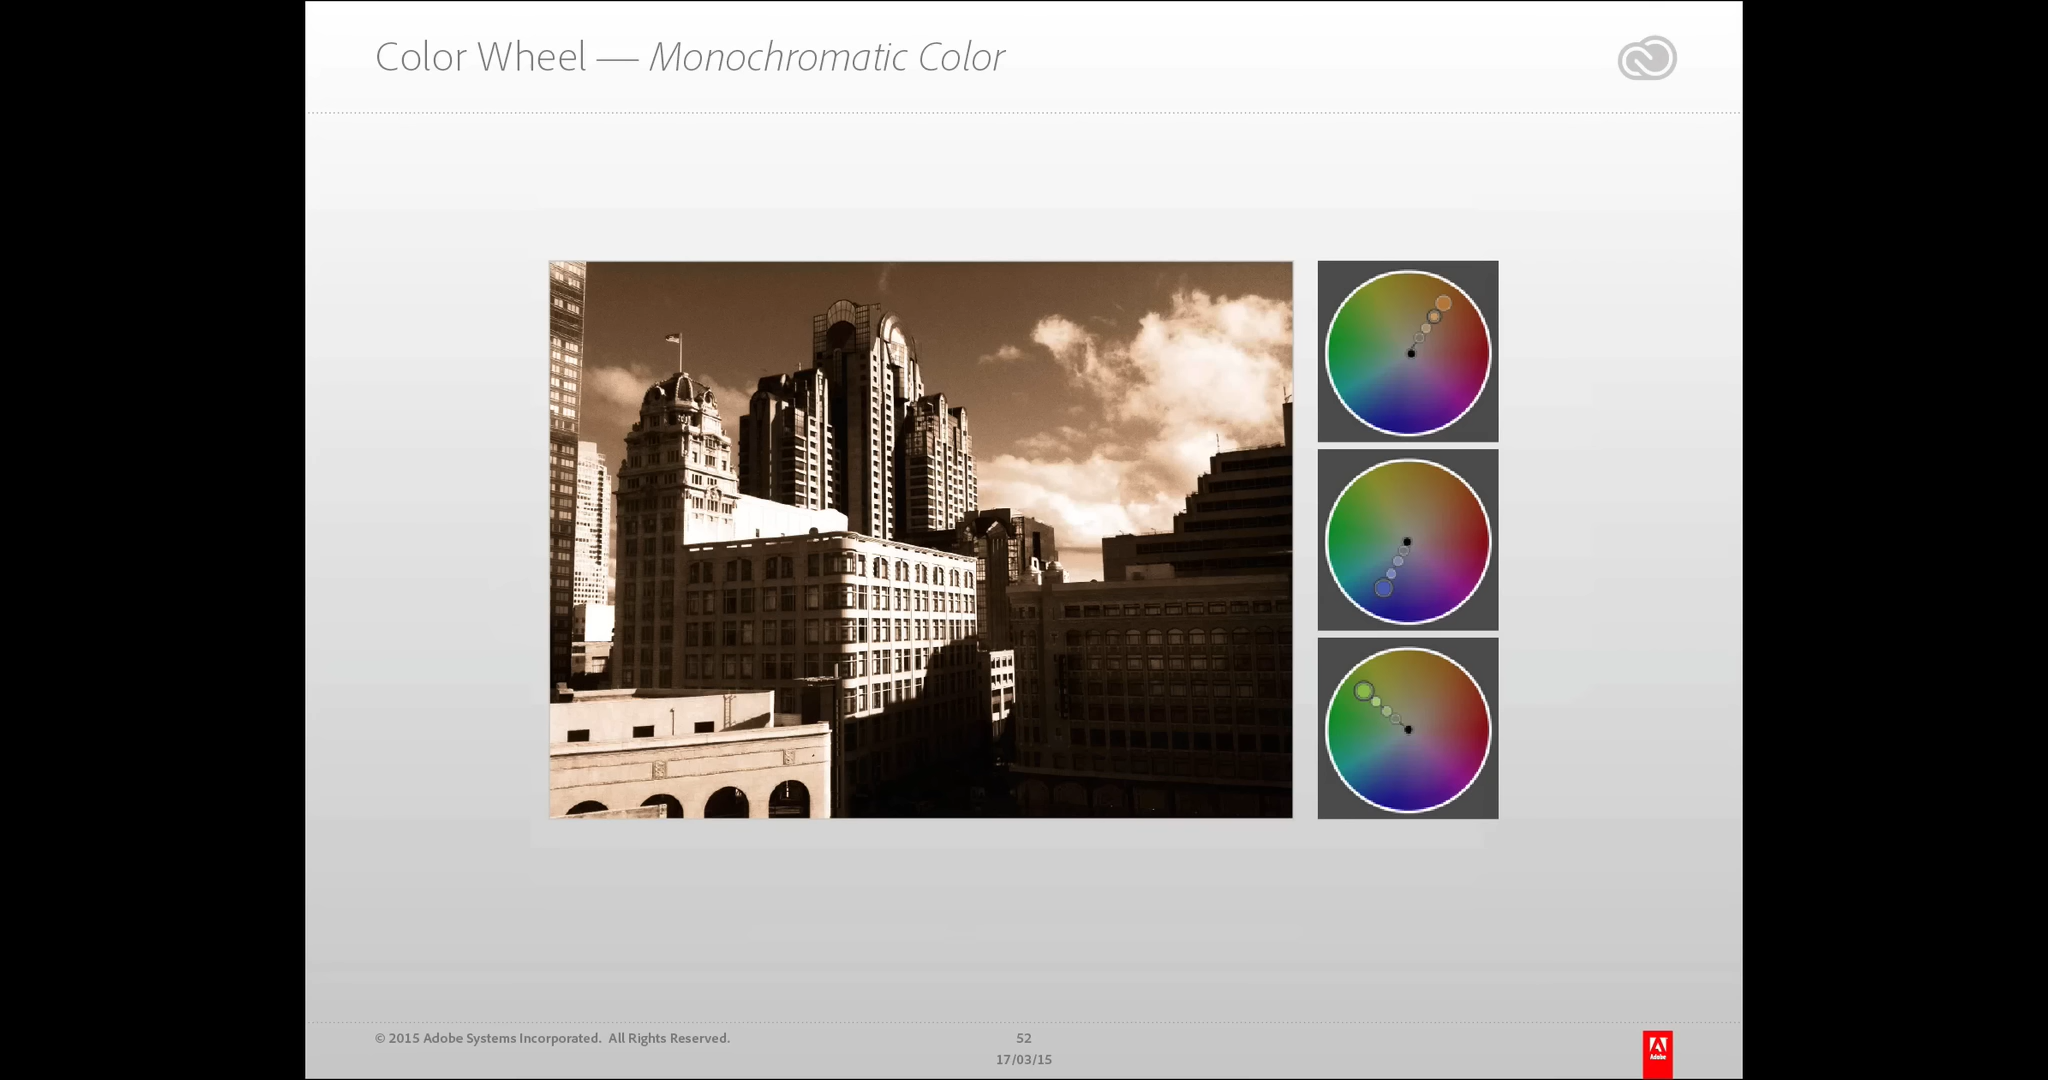 Color Wheel — Monochromatic Color
© 2015 Adobe Systems Incorporated. All Rights Reserved.
52
17/03/15
Adobe